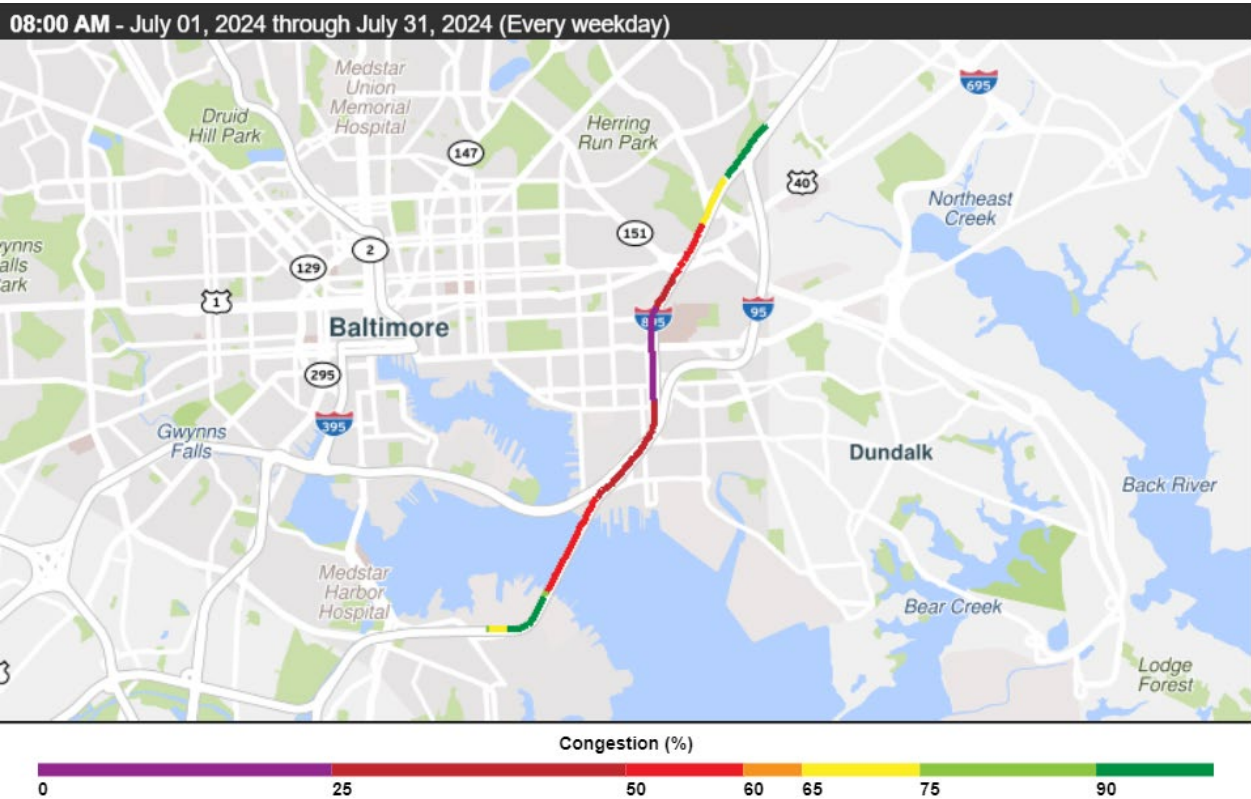 08:00 AM - July 01, 2024 through July 31, 2024 (Every weekday)
Medstar
Union
Memorial
Hospital
695
Druid
Hill Park
Herring
Run Park
147
40
Northeast
Creek
151
2
129
1
895
95
Baltimore
295
395
Gwynns
Falls
Dundalk
Back River
Medstar
Harbor
Hospital
Bear Creek
Lodge
Forest
Congestion (%)
0 25 50 60 65 75 90